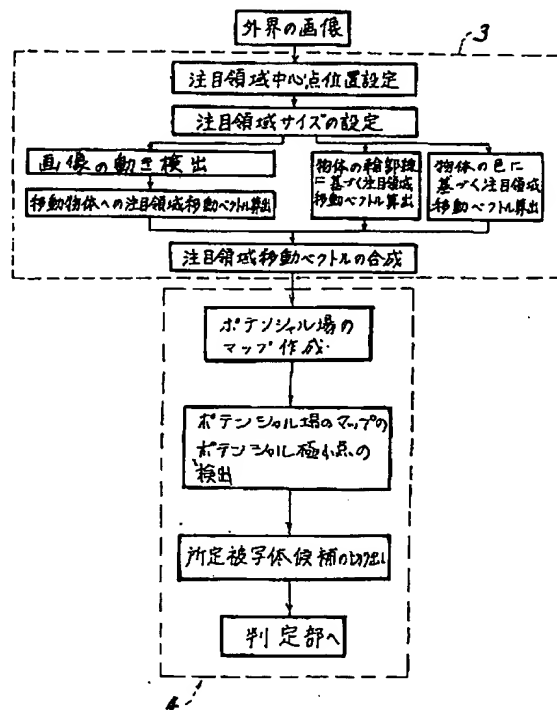 外界の画像
3
注目領域中心点位置設定
注目領域サイズの設定
画像の動き検出
移動物体への注目領域移動ベクトル算出
物体の輪郭線
に基づく注目領域
移動ベクトル算出
物体の色に
基づく注目領域
移動ベクトル算出
注目領域移動ベクトルの合成
ポテンシャル場の
マップ作成
ポテンシャル場のマップの
ポテンシャル極小点の
検出
所定被写体候補の切出し
判定部へ
4